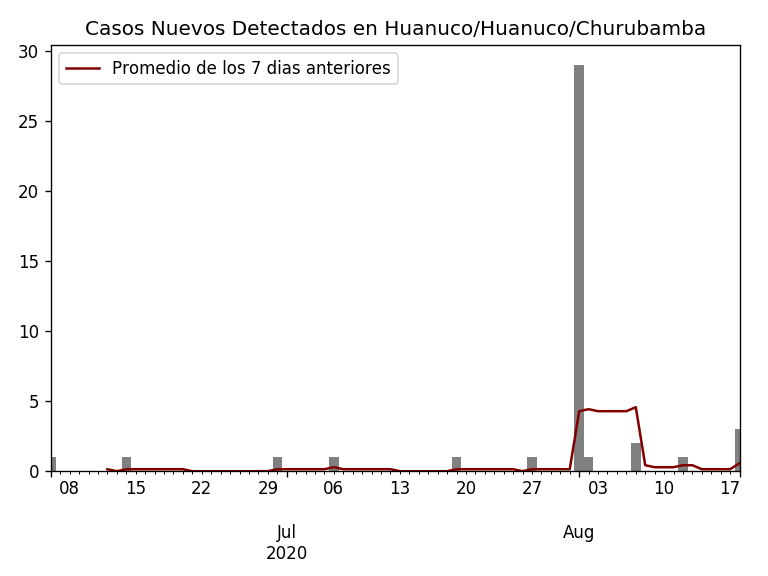 Casos Nuevos Detectados en Huanuco/Huanuco/Churubamba
Promedio de los 7 dias anteriores
30
25
20
15
10
5
0
08 15 22 29 06 13 20 27 03 10 17
Jul Aug
2020